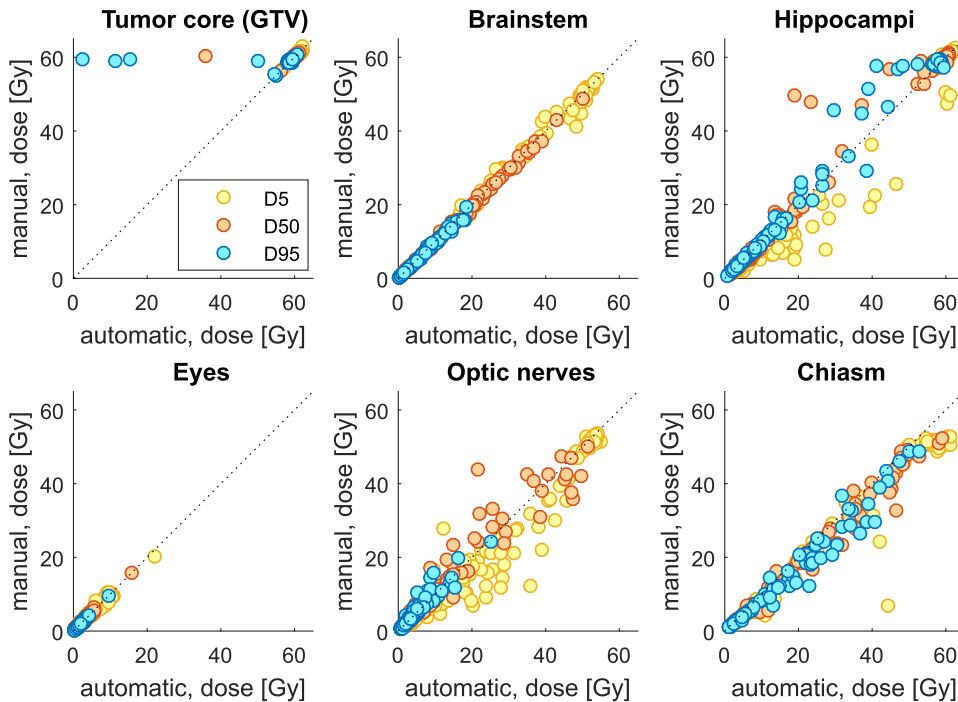 Tumor core (GTV)
manual, dose [Gy]
60
40
20
0
D5
D50
D95
0 20 40 60
automatic, dose [Gy]
Brainstem
manual, dose [Gy]
60
40
20
0
0 20 40 60
automatic, dose [Gy]
Hippocampi
manual, dose [Gy]
60
40
20
0
0 20 40 60
automatic, dose [Gy]
Eyes
manual, dose [Gy]
60
40
20
0
0 20 40 60
automatic, dose [Gy]
Optic nerves
manual, dose [Gy]
60
40
20
0
0 20 40 60
automatic, dose [Gy]
Chiasm
manual, dose [Gy]
60
40
20
0
0 20 40 60
automatic, dose [Gy]